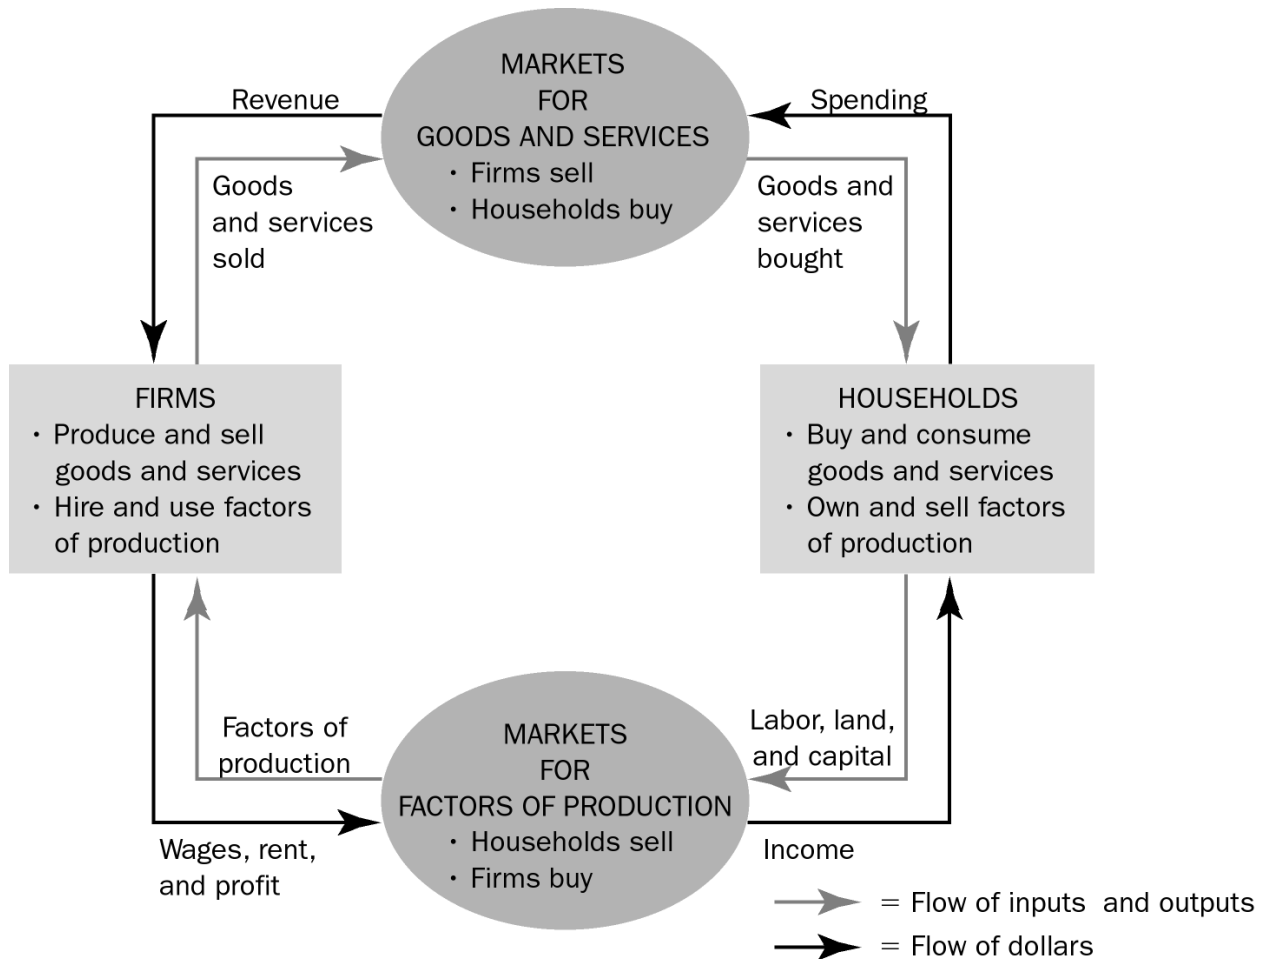 MARKETS
FOR
GOODS AND SERVICES
• Firms sell
• Households buy
Revenue
Spending
Goods
and services
sold
Goods and
services
bought
FIRMS
• Produce and sell
goods and services
• Hire and use factors
of production
HOUSEHOLDS
• Buy and consume
goods and services
• Own and sell factors
of production
Factors of
production
Labor, land,
and capital
MARKETS
FOR
FACTORS OF PRODUCTION
• Households sell
• Firms buy
Wages, rent,
and profit
Income
= Flow of inputs and outputs
= Flow of dollars